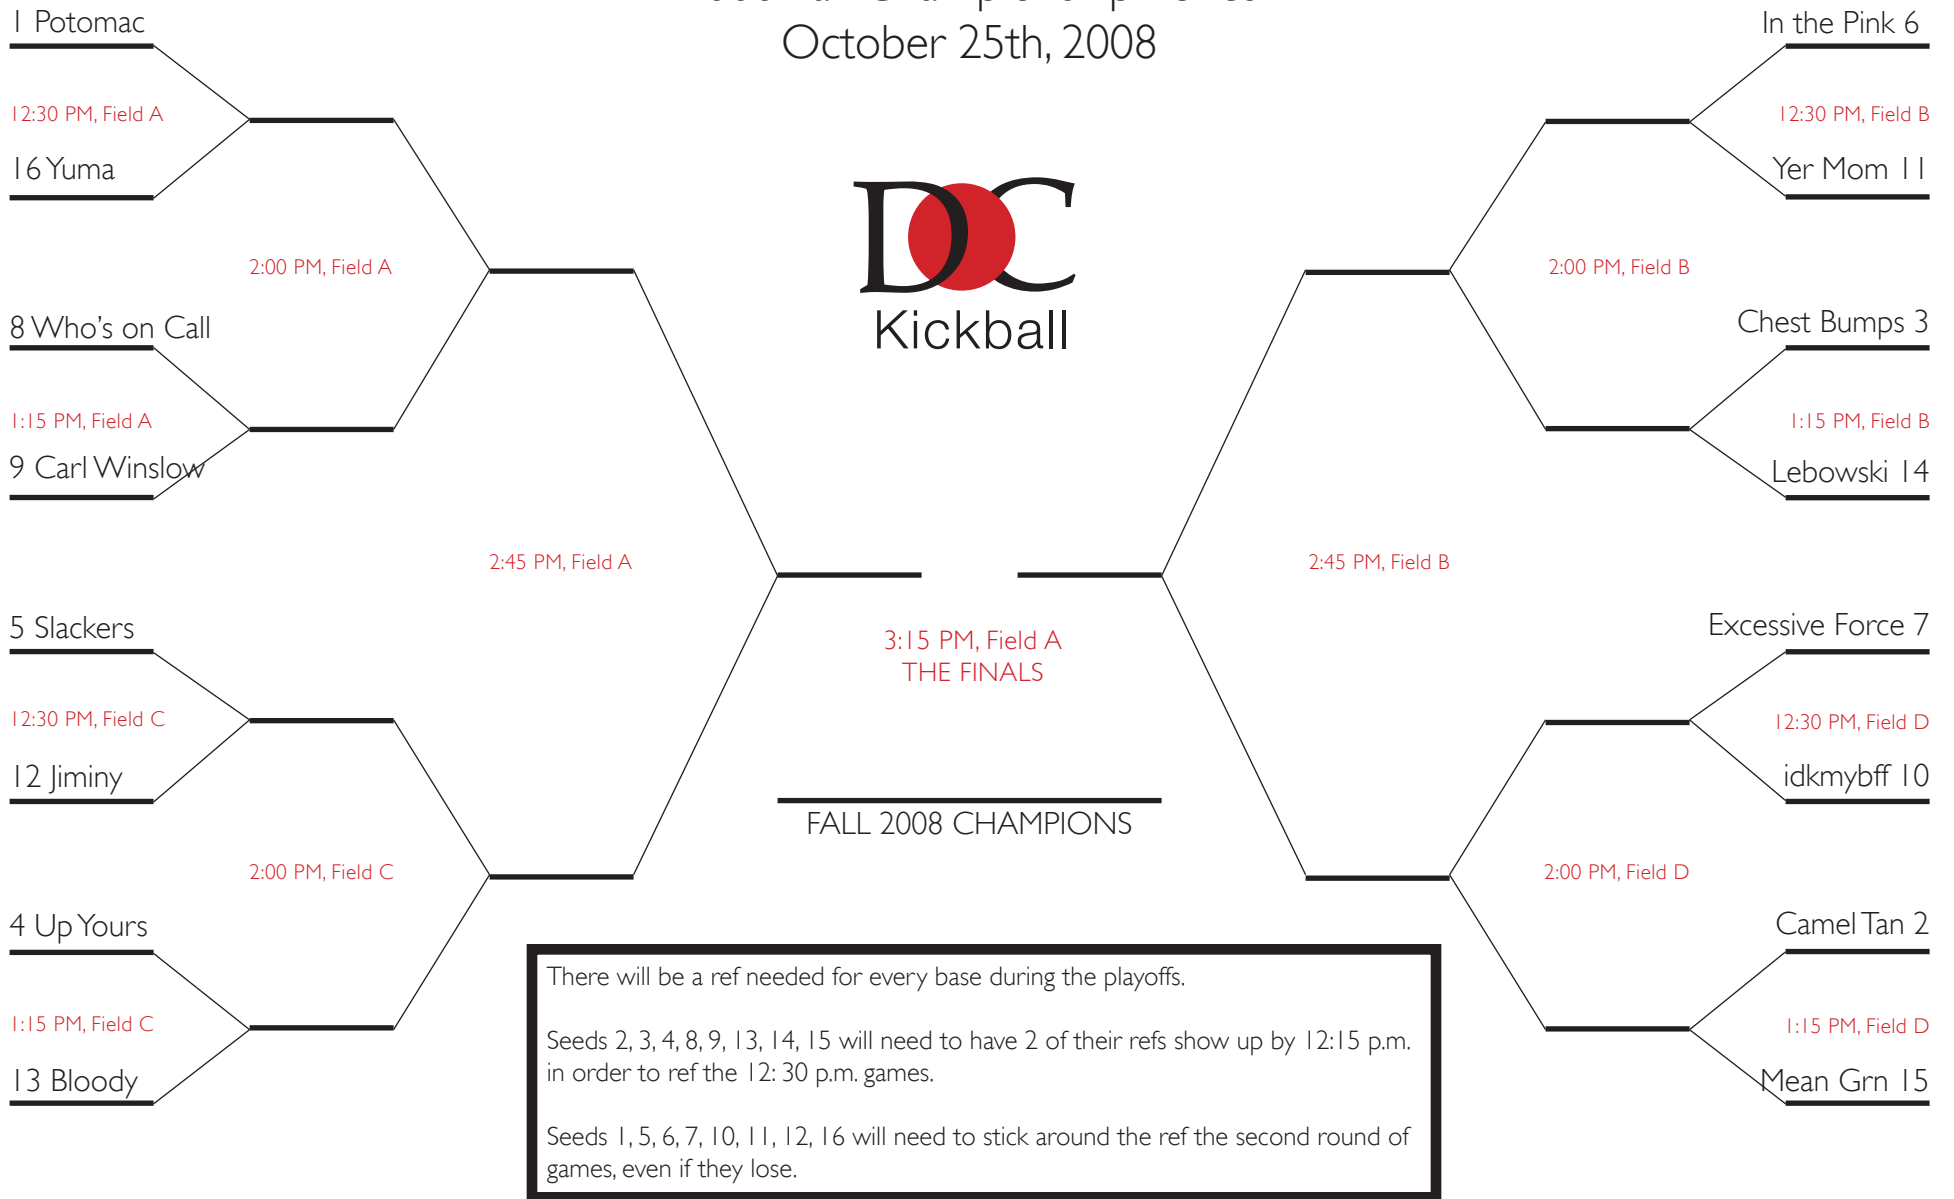 October 25th, 2008
1 Potomac
12:30 PM, Field A
16 Yuma
2:00 PM, Field A
8 Who's on Call
1:15 PM, Field A
9 Carl Winslow
2:45 PM, Field A
5 Slackers
12:30 PM, Field C
12 Jiminy
2:00 PM, Field C
4 Up Yours
1:15 PM, Field C
13 Bloody
DC
Kickball
3:15 PM, Field A
THE FINALS
FALL 2008 CHAMPIONS
In the Pink 6
12:30 PM, Field B
Yer Mom 11
2:00 PM, Field B
Chest Bumps 3
1:15 PM, Field B
Lebowski 14
2:45 PM, Field B
Excessive Force 7
12:30 PM, Field D
idkmybff 10
2:00 PM, Field D
Camel Tan 2
1:15 PM, Field D
Mean Grn 15
There will be a ref needed for every base during the playoffs.
Seeds 2, 3, 4, 8, 9, 13, 14, 15 will need to have 2 of their refs show up by 12:15 p.m.
in order to ref the 12: 30 p.m. games.
Seeds 1, 5, 6, 7, 10, 11, 12, 16 will need to stick around the ref the second round of
games, even if they lose.